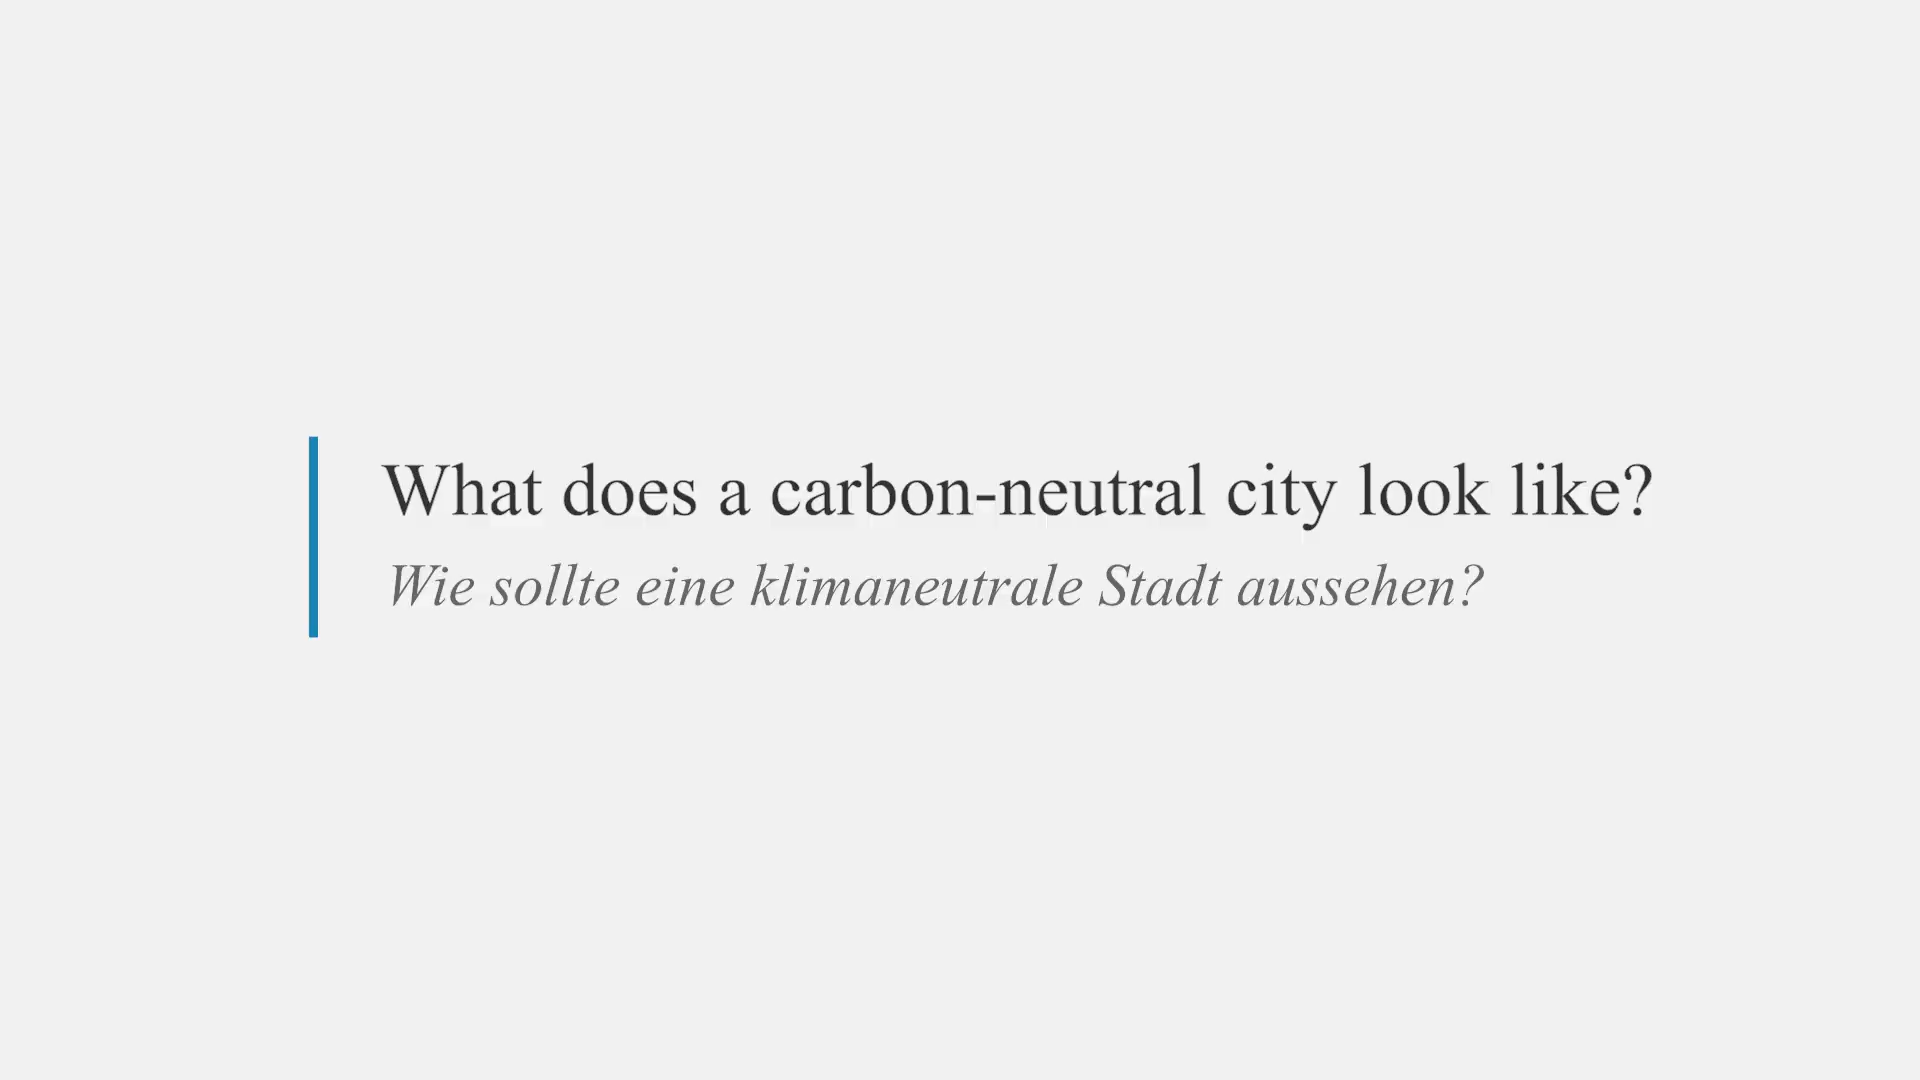 What does a carbon-neutral city look like?
Wie sollte eine klimaneutrale Stadt aussehen?